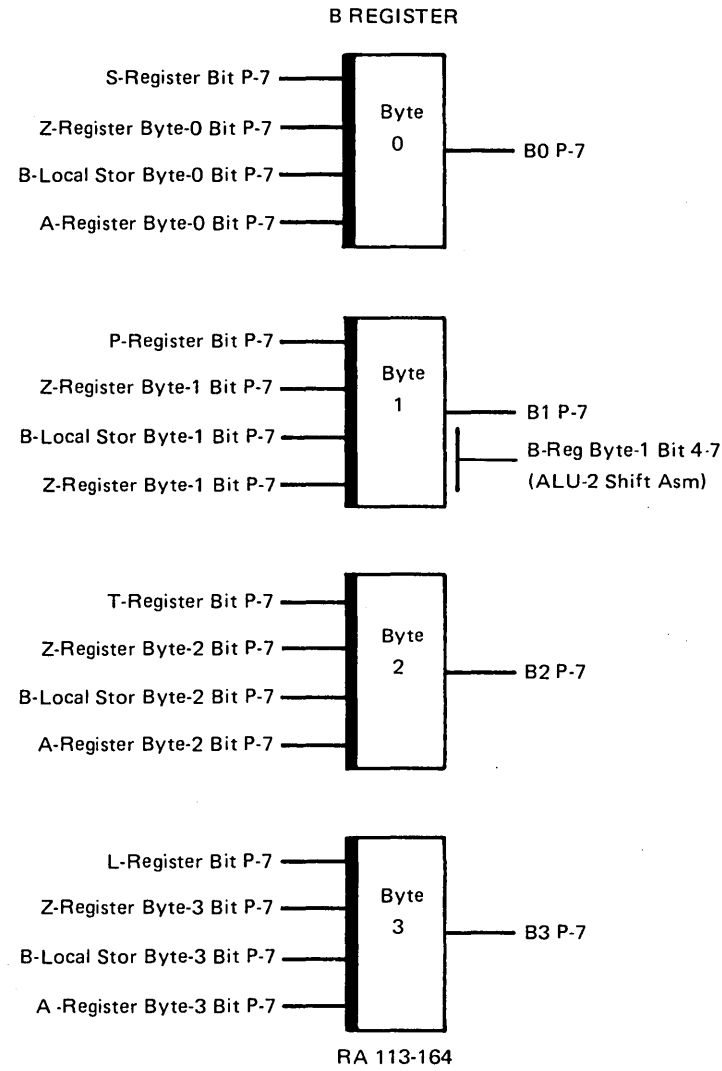 B REGISTER
S-Register Bit P-7
Z-Register Byte-0 Bit P-7
B-Local Stor Byte-0 Bit P-7
A-Register Byte-0 Bit P-7
Byte
0
B0 P-7
P-Register Bit P-7
Z-Register Byte-1 Bit P-7
B-Local Stor Byte-1 Bit P-7
Z-Register Byte-1 Bit P-7
Byte
1
B1 P-7
B-Reg Byte-1 Bit 4-7
(ALU-2 Shift Asm)
T-Register Bit P-7
Z-Register Byte-2 Bit P-7
B-Local Stor Byte-2 Bit P-7
A-Register Byte-2 Bit P-7
Byte
2
B2 P-7
L-Register Bit P-7
Z-Register Byte-3 Bit P-7
B-Local Stor Byte-3 Bit P-7
A -Register Byte-3 Bit P-7
Byte
3
B3 P-7
RA 113-164